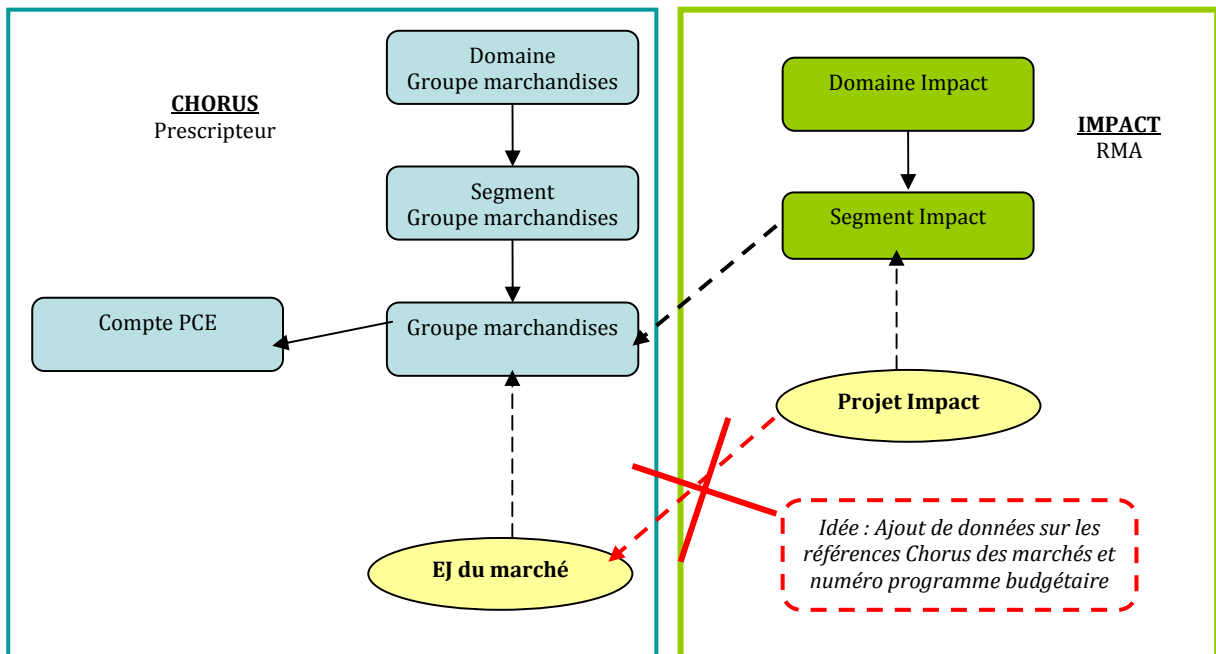 CHORUS
Prescripteur
Domaine
Groupe marchandises
Segment
Groupe marchandises
Compte PCE
Groupe marchandises
EJ du marché
Domaine Impact
IMPACT
RMA
Segment Impact
Projet Impact
Idée : Ajout de données sur les
références Chorus des marchés et
numéro programme budgétaire